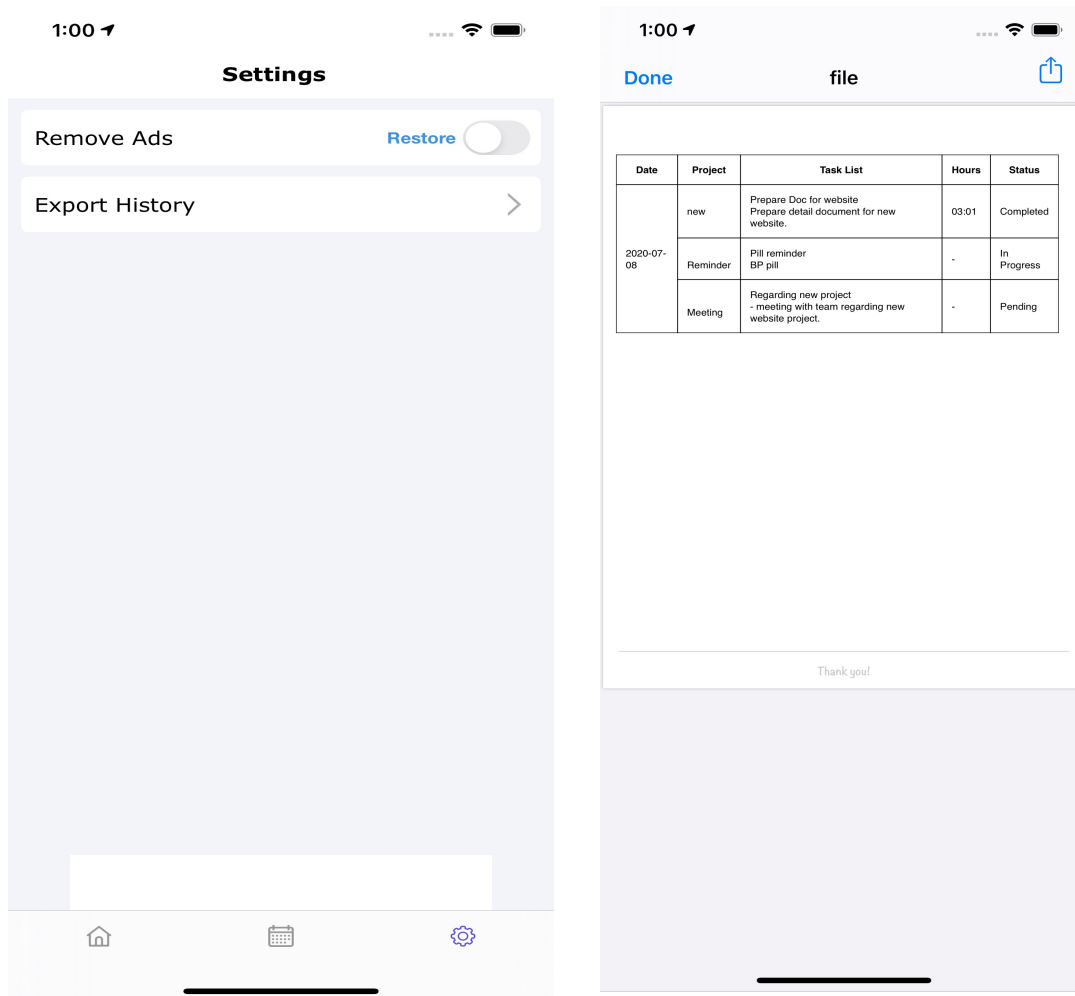 1:00
Settings
Remove Ads Restore
Export History
1:00
Done file
Date Project Task List Hours Status
2020-07-
08
new
Prepare Doc for website
Prepare detail document for new
website.
03:01
Completed
Reminder
Pill reminder
BP pill
-
In
Progress
Meeting
Regarding new project
- meeting with team regarding new
website project.
-
Pending
Thank you!